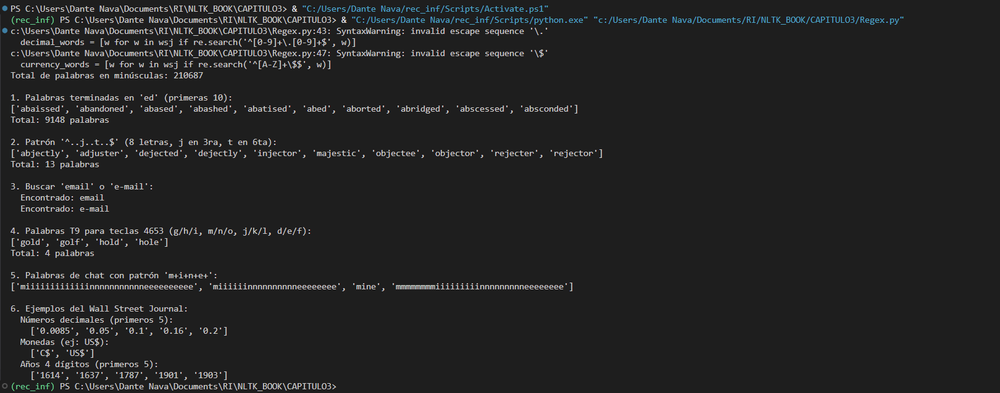 PS C:\Users\Dante Nava\Documents\RI\NLTK_BOOK\CAPITULO3> & "C:/Users/Dante Nava/rec_inf/Scripts/Activate.ps1"
(rec_inf) PS C:\Users\Dante Nava\Documents\RI\NLTK_BOOK\CAPITULO3> & "C:/Users/Dante Nava/rec_inf/Scripts/python.exe" "c:/Users/Dante Nava/Documents/RI/NLTK_BOOK/CAPITULO3/Regex.py"
c:\Users\Dante Nava\Documents\RI\NLTK_BOOK\CAPITULO3\Regex.py:43: SyntaxWarning: invalid escape sequence '\.'
  decimal_words = [w for w in wsj if re.search('^[0-9]+\.[0-9]+$', w)]
c:\Users\Dante Nava\Documents\RI\NLTK_BOOK\CAPITULO3\Regex.py:47: SyntaxWarning: invalid escape sequence '\$'
  currency_words = [w for w in wsj if re.search('^[A-Z]+\$$', w)]
Total de palabras en minúsculas: 210687

1. Palabras terminadas en 'ed' (primeras 10):
['abaissed', 'abandoned', 'abased', 'abashed', 'abatised', 'abed', 'aborted', 'abridged', 'abscessed', 'absconded']
Total: 9148 palabras

2. Patrón '^..j..t..$' (8 letras, j en 3ra, t en 6ta):
['abjectly', 'adjuster', 'dejected', 'dejectly', 'injector', 'majestic', 'objectee', 'objector', 'rejecter', 'rejector']
Total: 13 palabras

3. Buscar 'email' o 'e-mail':
  Encontrado: email
  Encontrado: e-mail

4. Palabras T9 para teclas 4653 (g/h/i, m/n/o, j/k/l, d/e/f):
['gold', 'golf', 'hold', 'hole']
Total: 4 palabras

5. Palabras de chat con patrón 'm+i+n+e+':
['miiiiiiiiiiiiinnnnnnnnnnneeeeeeeeee', 'miiiiiinnnnnnnnnneeeeeeee', 'mine', 'mmmmmmmmiiiiiiiiinnnnnnnnneeeeeeee']

6. Ejemplos del Wall Street Journal:
  Números decimales (primeros 5):
    ['0.0085', '0.05', '0.1', '0.16', '0.2']
  Monedas (ej: US$):
    ['C$', 'US$']
  Años 4 dígitos (primeros 5):
    ['1614', '1637', '1787', '1901', '1903']
(rec_inf) PS C:\Users\Dante Nava\Documents\RI\NLTK_BOOK\CAPITULO3>